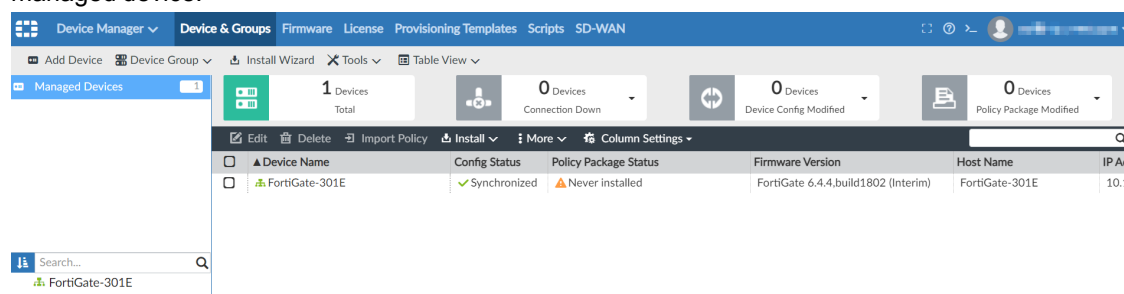 managed device.
Device Manager Device & Groups Firmware License Provisioning Templates Scripts SD-WAN
Add Device Device Group Install Wizard Tools Table View
Managed Devices 1
1 Devices Total
0 Devices Connection Down
0 Devices Device Config Modified
0 Devices Policy Package Modified
Edit Delete Import Policy Install More Column Settings
Device Name Config Status Policy Package Status Firmware Version Host Name
FortiGate-301E Synchronized Never installed FortiGate 6.4.4,build1802 (Interim) FortiGate-301E
Search...
FortiGate-301E